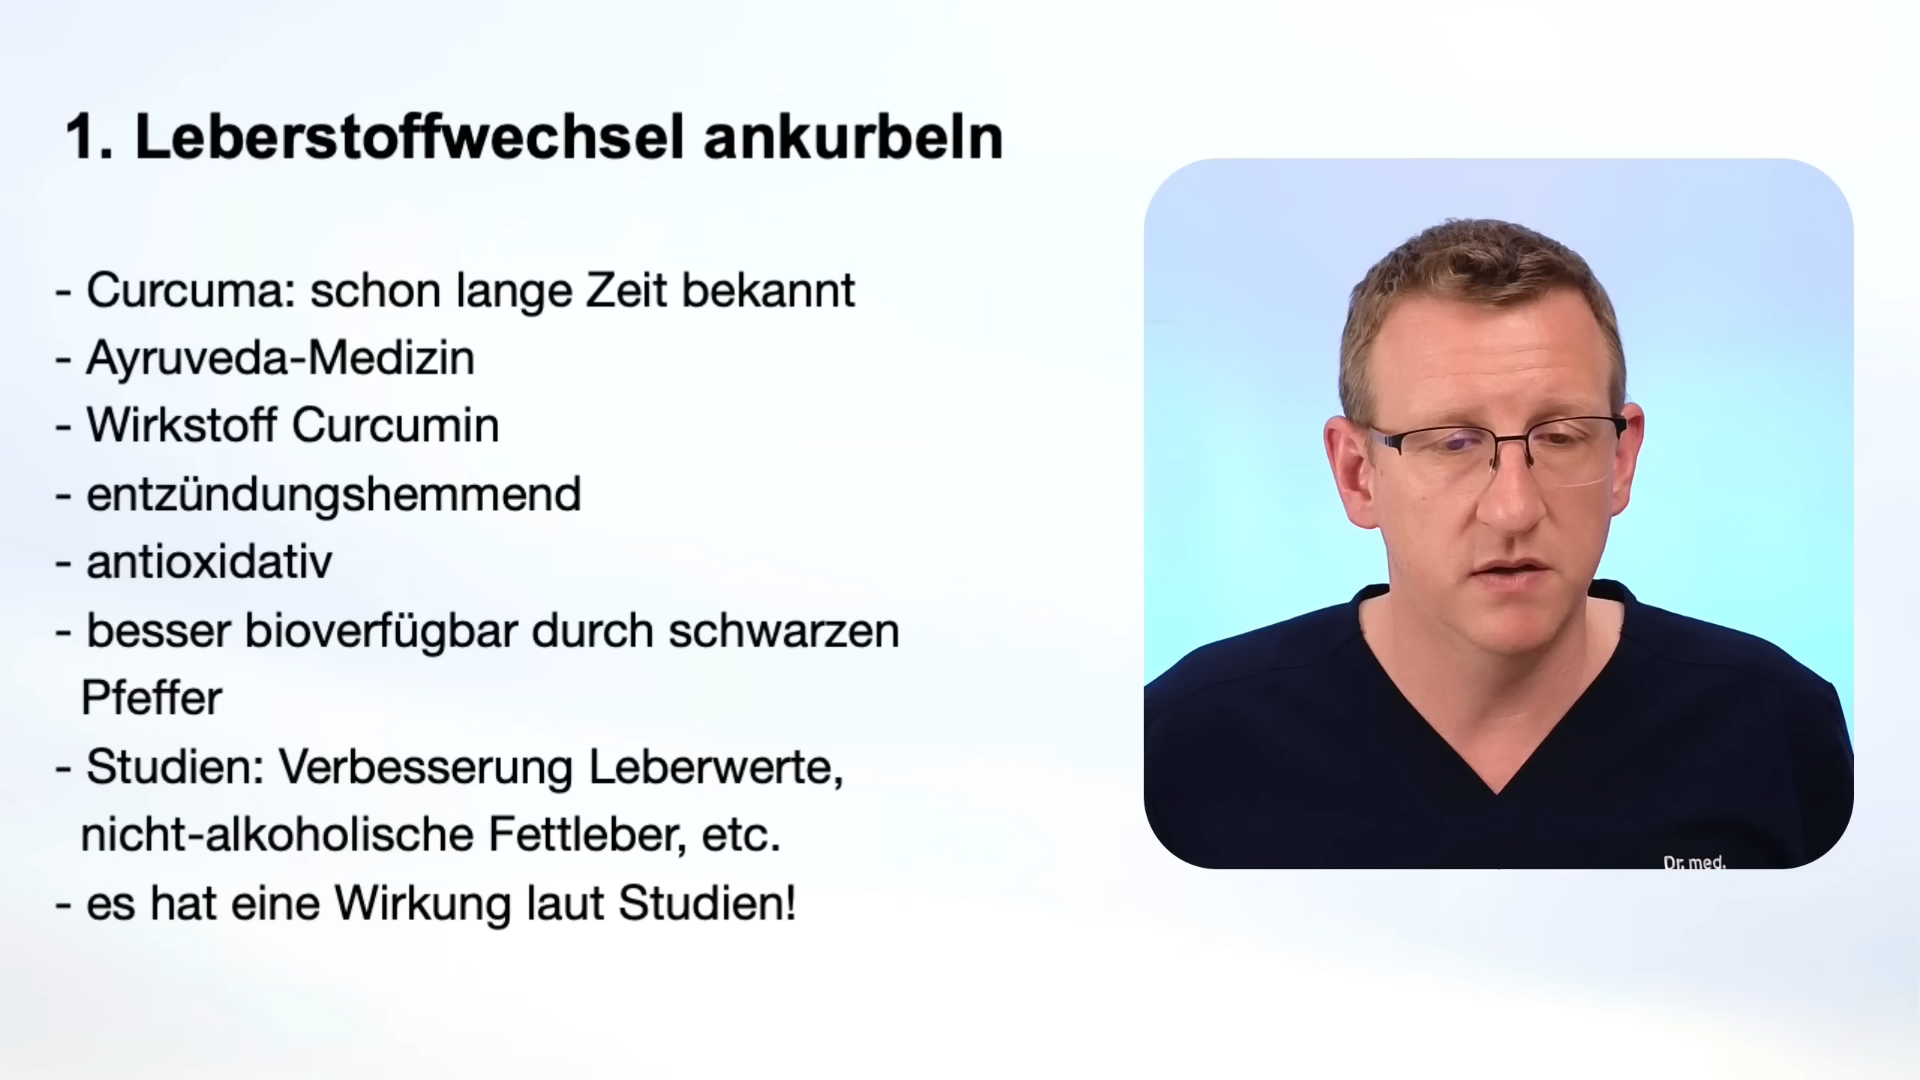 1. Leberstoffwechsel ankurbeln
- Curcuma: schon lange Zeit bekannt
- Ayruveda-Medizin
- Wirkstoff Curcumin
- entzündungshemmend
- antioxidativ
- besser bioverfügbar durch schwarzen
Pfeffer
- Studien: Verbesserung Leberwerte,
nicht-alkoholische Fettleber, etc.
- es hat eine Wirkung laut Studien!
Dr. med.